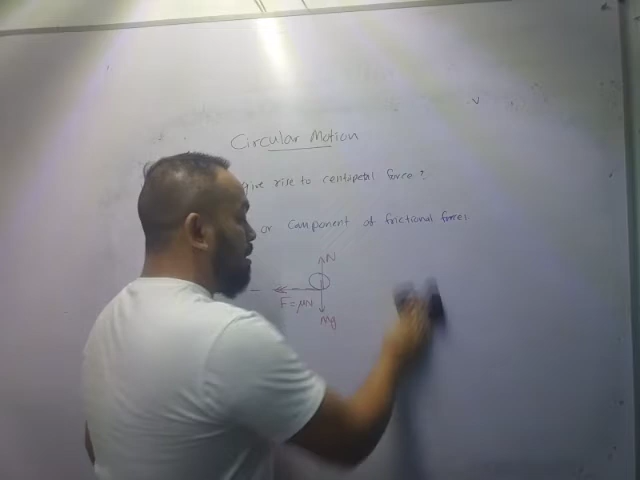 Circular Motion
give rise to centripetal force?
or component of frictional force
N
F = μN
Mg